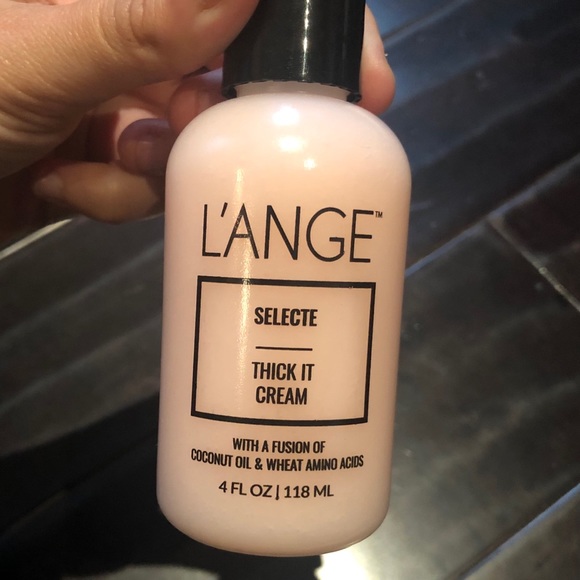 L'ANGE™
SELECTE
THICK IT
CREAM
WITH A FUSION OF
COCONUT OIL & WHEAT AMINO ACIDS
4 FL OZ | 118 ML